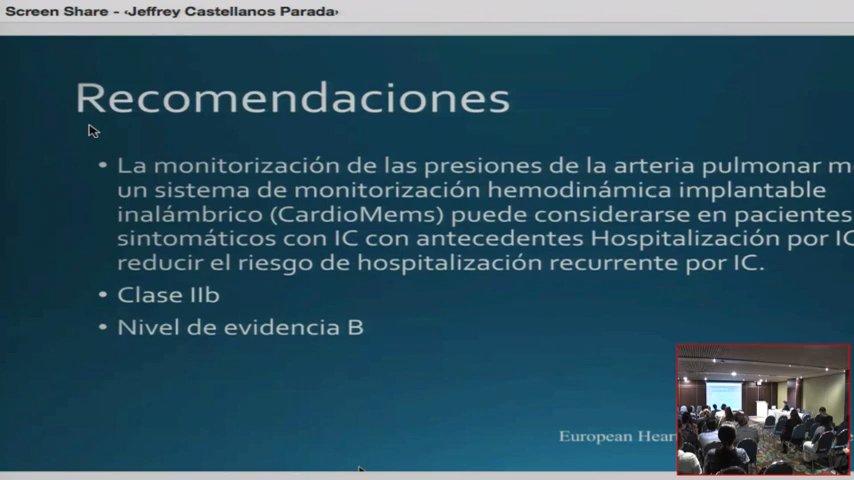 Screen Share - ‹Jeffrey Castellanos Parada›
Recomendaciones
• La monitorización de las presiones de la arteria pulmonar
un sistema de monitorización hemodinámica implantable
inalámbrico (CardioMems) puede considerarse en pacientes
sintomáticos con IC con antecedentes Hospitalización por IC
reducir el riesgo de hospitalización recurrente por IC.
• Clase IIb
• Nivel de evidencia B
European